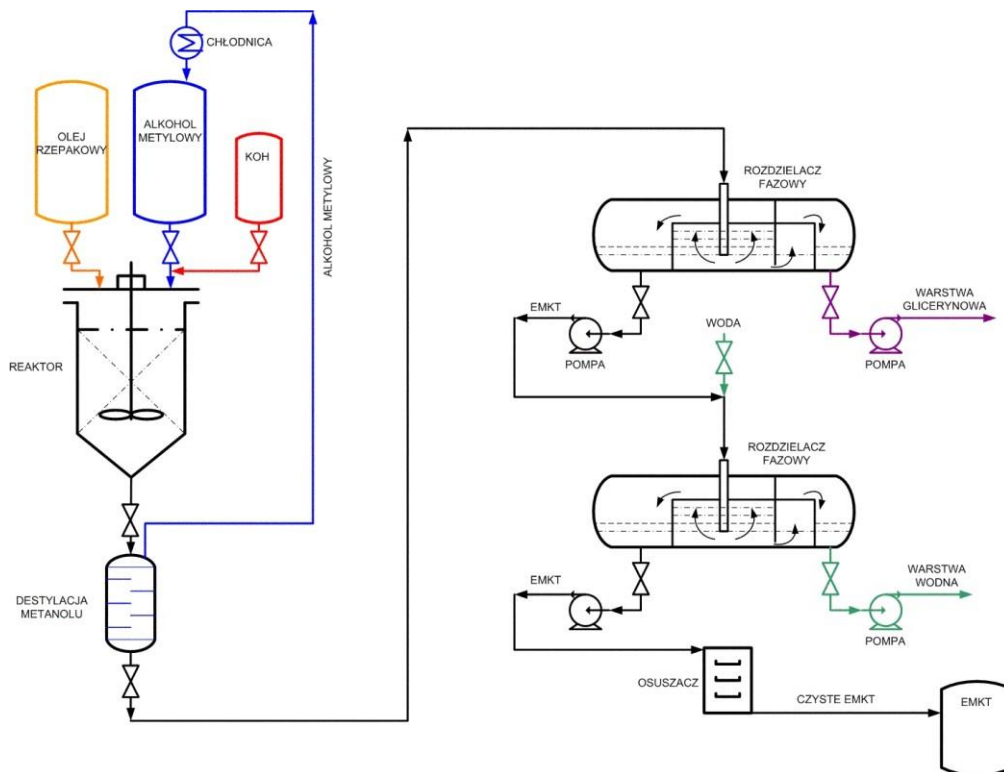 CHŁODNICA
OLEJ
RZEPAKOWY
ALKOHOL
METYLOWY
KOH
ALKOHOL METYLOWY
REAKTOR
DESTYLACJA
METANOLU
ROZDZIELACZ
FAZOWY
EMKT
POMPA
WARSTWA
GLICERYNOWA
POMPA
WODA
ROZDZIELACZ
FAZOWY
EMKT
WARSTWA
WODNA
POMPA
OSUSZACZ
CZYSTE EMKT
EMKT